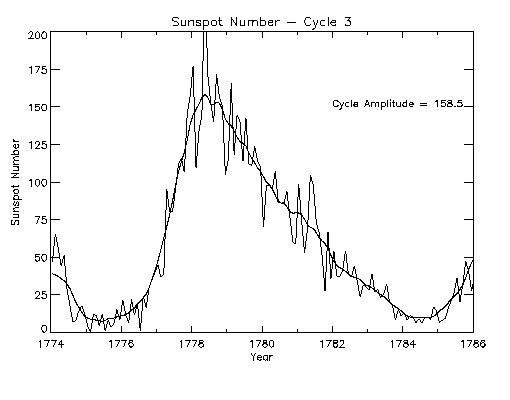 Sunspot Number — Cycle 3
200
175
150
125
100
75
50
25
0
Sunspot Number
Cycle Amplitude = 158.5
1774 1776 1778 1780 1782 1784 1786
Year